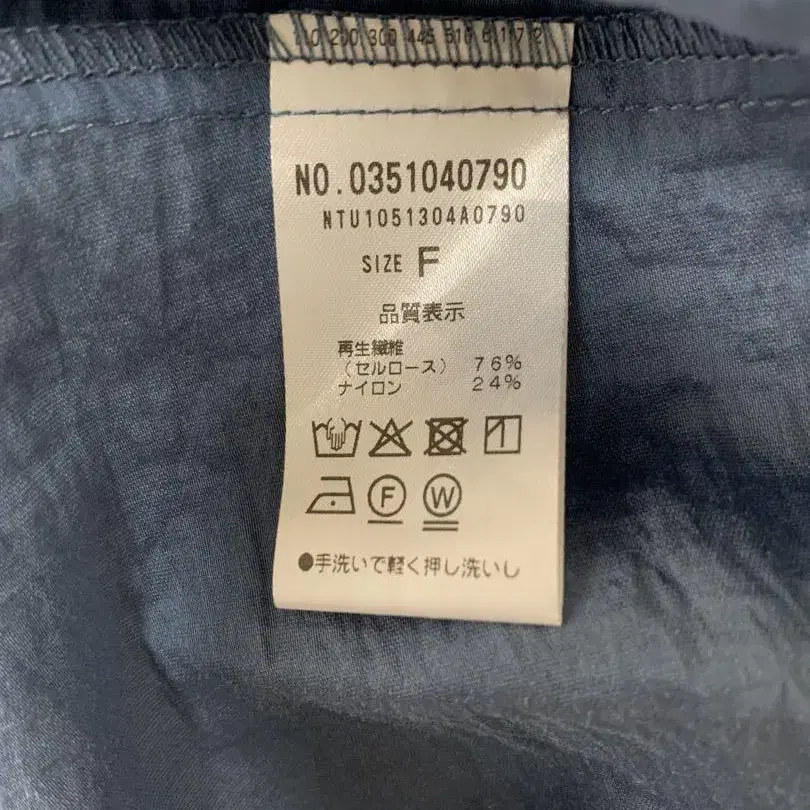 NO.0351040790
NTU1051304A0790
SIZE F
品質表示
再生繊維
(セルロース) 76%
ナイロン 24%
F W
●手洗いで軽く押し洗いし